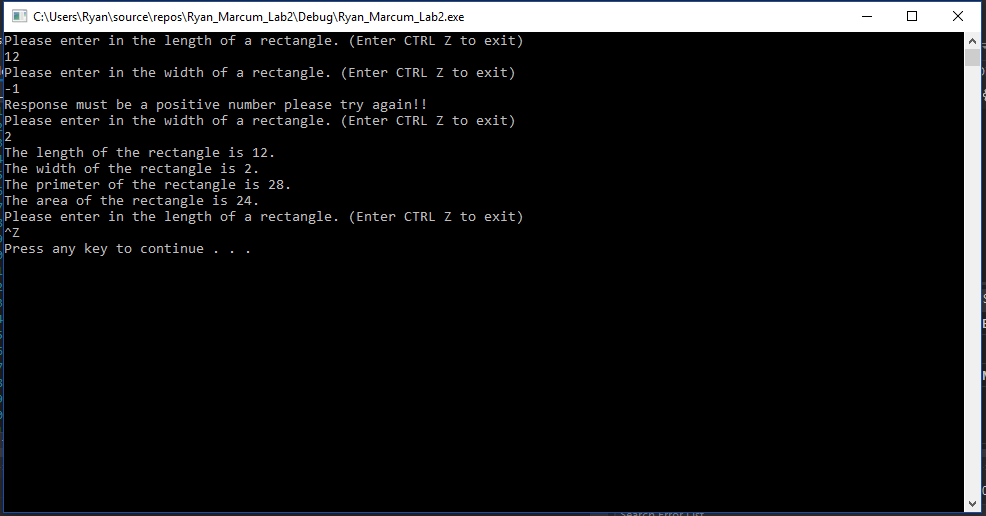 C:\Users\Ryan\source\repos\Ryan_Marcum_Lab2\Debug\Ryan_Marcum_Lab2.exe
Please enter in the length of a rectangle. (Enter CTRL Z to exit)
12
Please enter in the width of a rectangle. (Enter CTRL Z to exit)
-1
Response must be a positive number please try again!!
Please enter in the width of a rectangle. (Enter CTRL Z to exit)
2
The length of the rectangle is 12.
The width of the rectangle is 2.
The primeter of the rectangle is 28.
The area of the rectangle is 24.
Please enter in the length of a rectangle. (Enter CTRL Z to exit)
^Z
Press any key to continue . . .
Search Error List